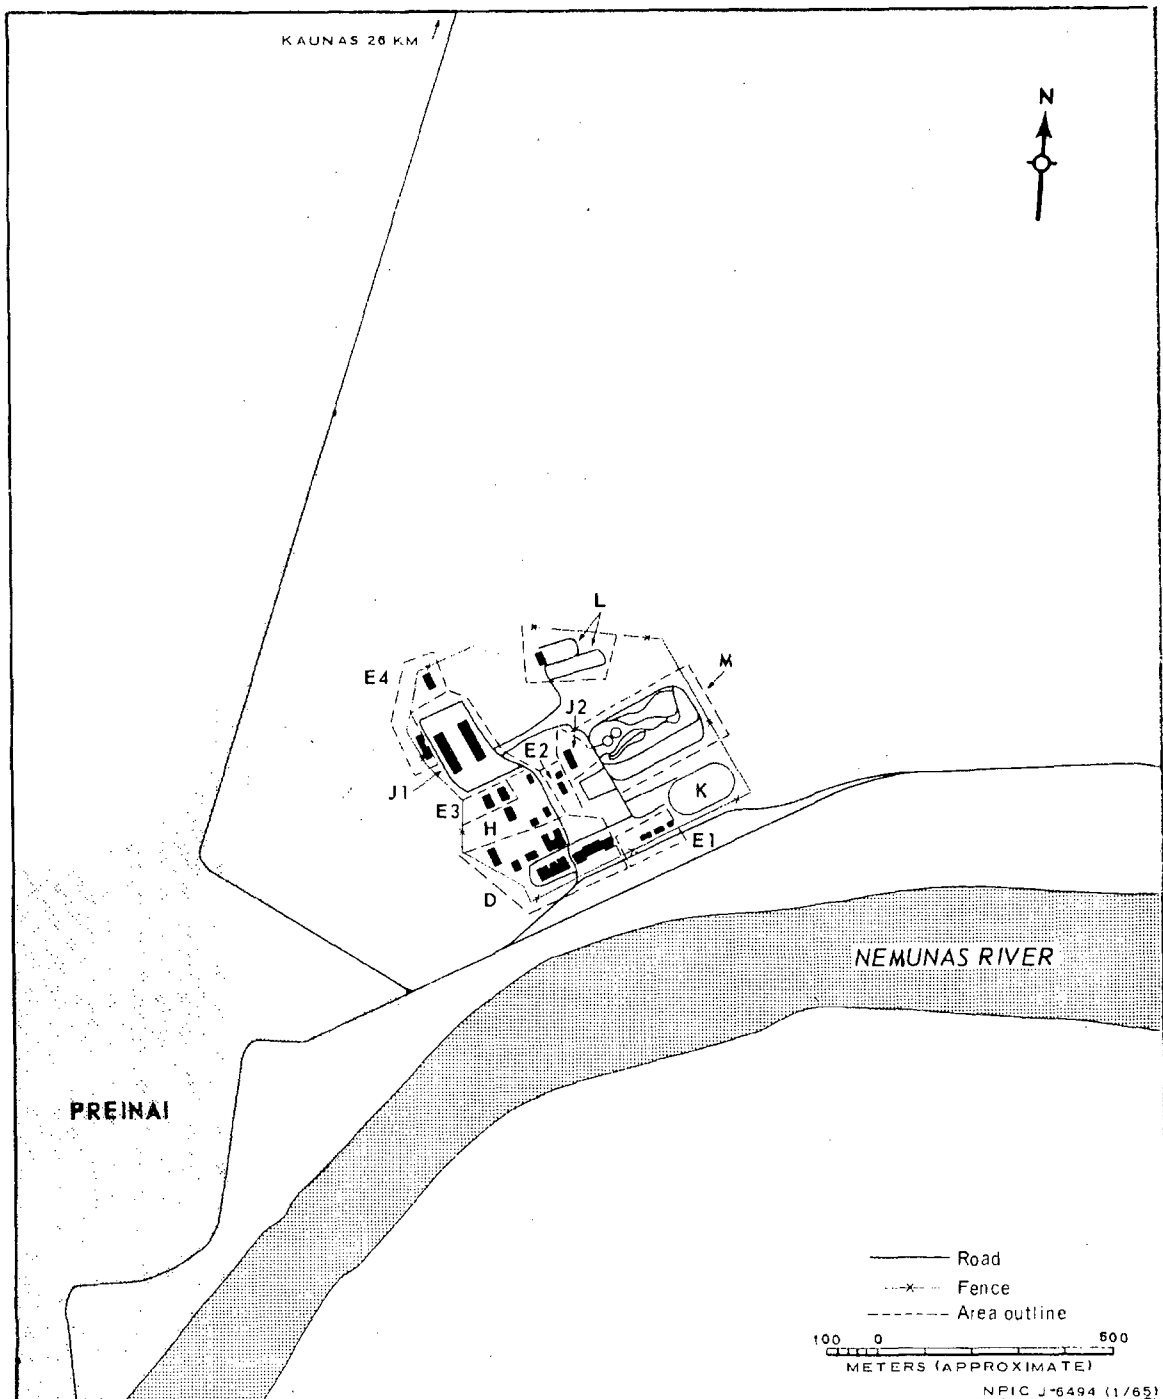 KAUNAS 26 KM
N
L
M
E4
J2
E2
J1
K
E3
H
E1
D
NEMUNAS RIVER
PREINAI
Road
Fence
Area outline
100 0 500
METERS (APPROXIMATE)
NPIC J-6494 (1/65)